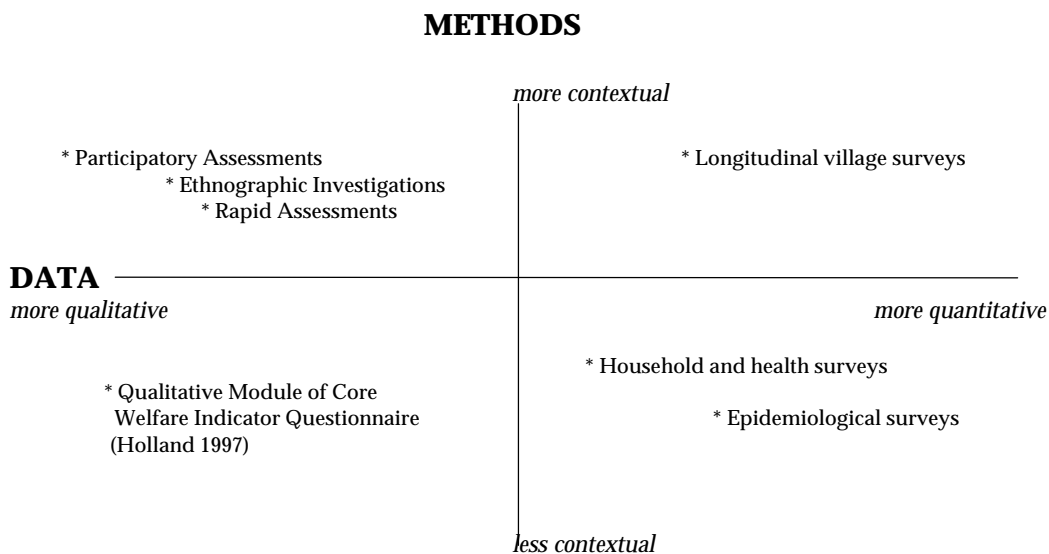 METHODS
more contextual
* Participatory Assessments
* Longitudinal village surveys
* Ethnographic Investigations
* Rapid Assessments
DATA
more qualitative
more quantitative
* Household and health surveys
* Qualitative Module of Core
Welfare Indicator Questionnaire
(Holland 1997)
* Epidemiological surveys
less contextual